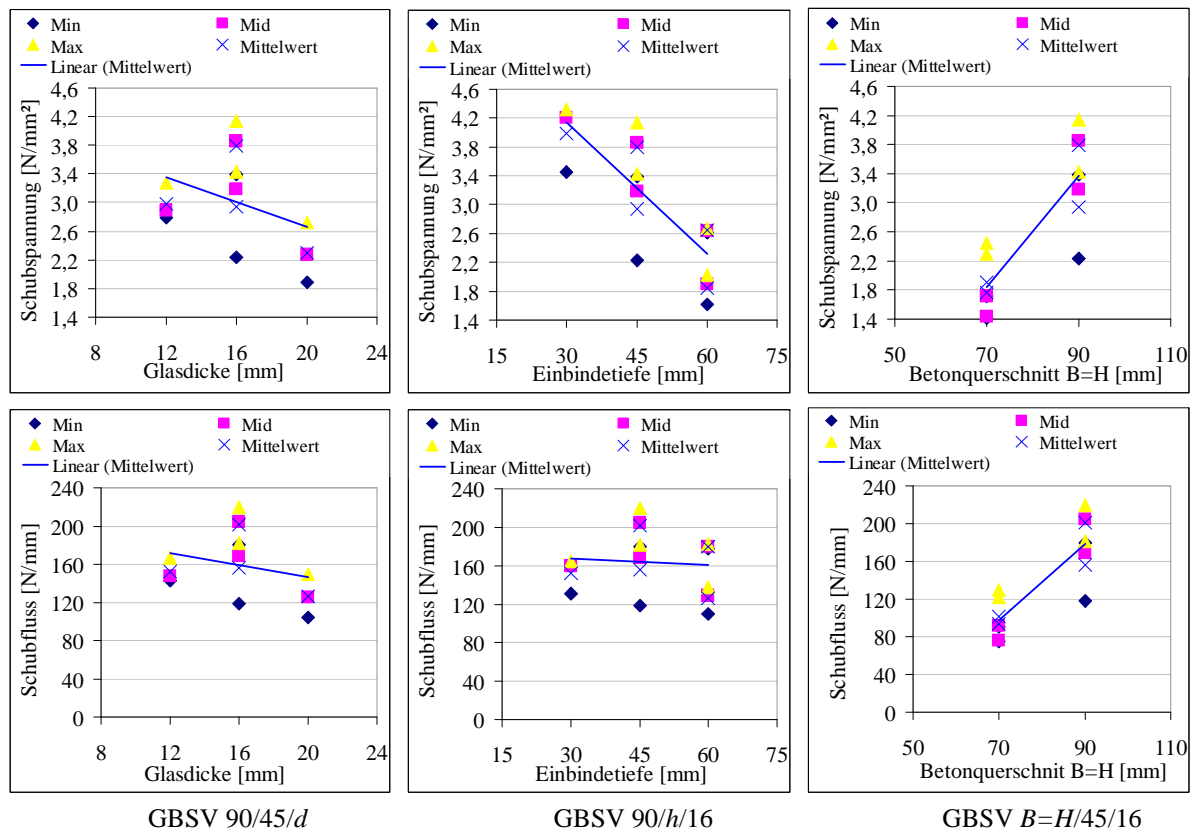 Min Mid
Max Mittelwert
Linear (Mittelwert)
Schubspannung [N/mm²]
4,6
4,2
3,8
3,4
3,0
2,6
2,2
1,8
1,4
8 12 16 20 24
Glasdicke [mm]
Min Mid
Max Mittelwert
Linear (Mittelwert)
Schubspannung [N/mm²]
4,6
4,2
3,8
3,4
3,0
2,6
2,2
1,8
1,4
15 30 45 60 75
Einbindetiefe [mm]
Min Mid
Max Mittelwert
Linear (Mittelwert)
Schubspannung [N/mm²]
4,6
4,2
3,8
3,4
3,0
2,6
2,2
1,8
1,4
50 70 90 110
Betonquerschnitt B=H [mm]
Min Mid
Max Mittelwert
Linear (Mittelwert)
Schubfluss [N/mm]
240
200
160
120
80
40
0
8 12 16 20 24
Glasdicke [mm]
Min Mid
Max Mittelwert
Linear (Mittelwert)
Schubfluss [N/mm]
240
200
160
120
80
40
0
15 30 45 60 75
Einbindetiefe [mm]
Min Mid
Max Mittelwert
Linear (Mittelwert)
Schubfluss [N/mm]
240
200
160
120
80
40
0
50 70 90 110
Betonquerschnit B=H [mm]
GBSV 90/45/d
GBSV 90/h/16
GBSV B=H/45/16